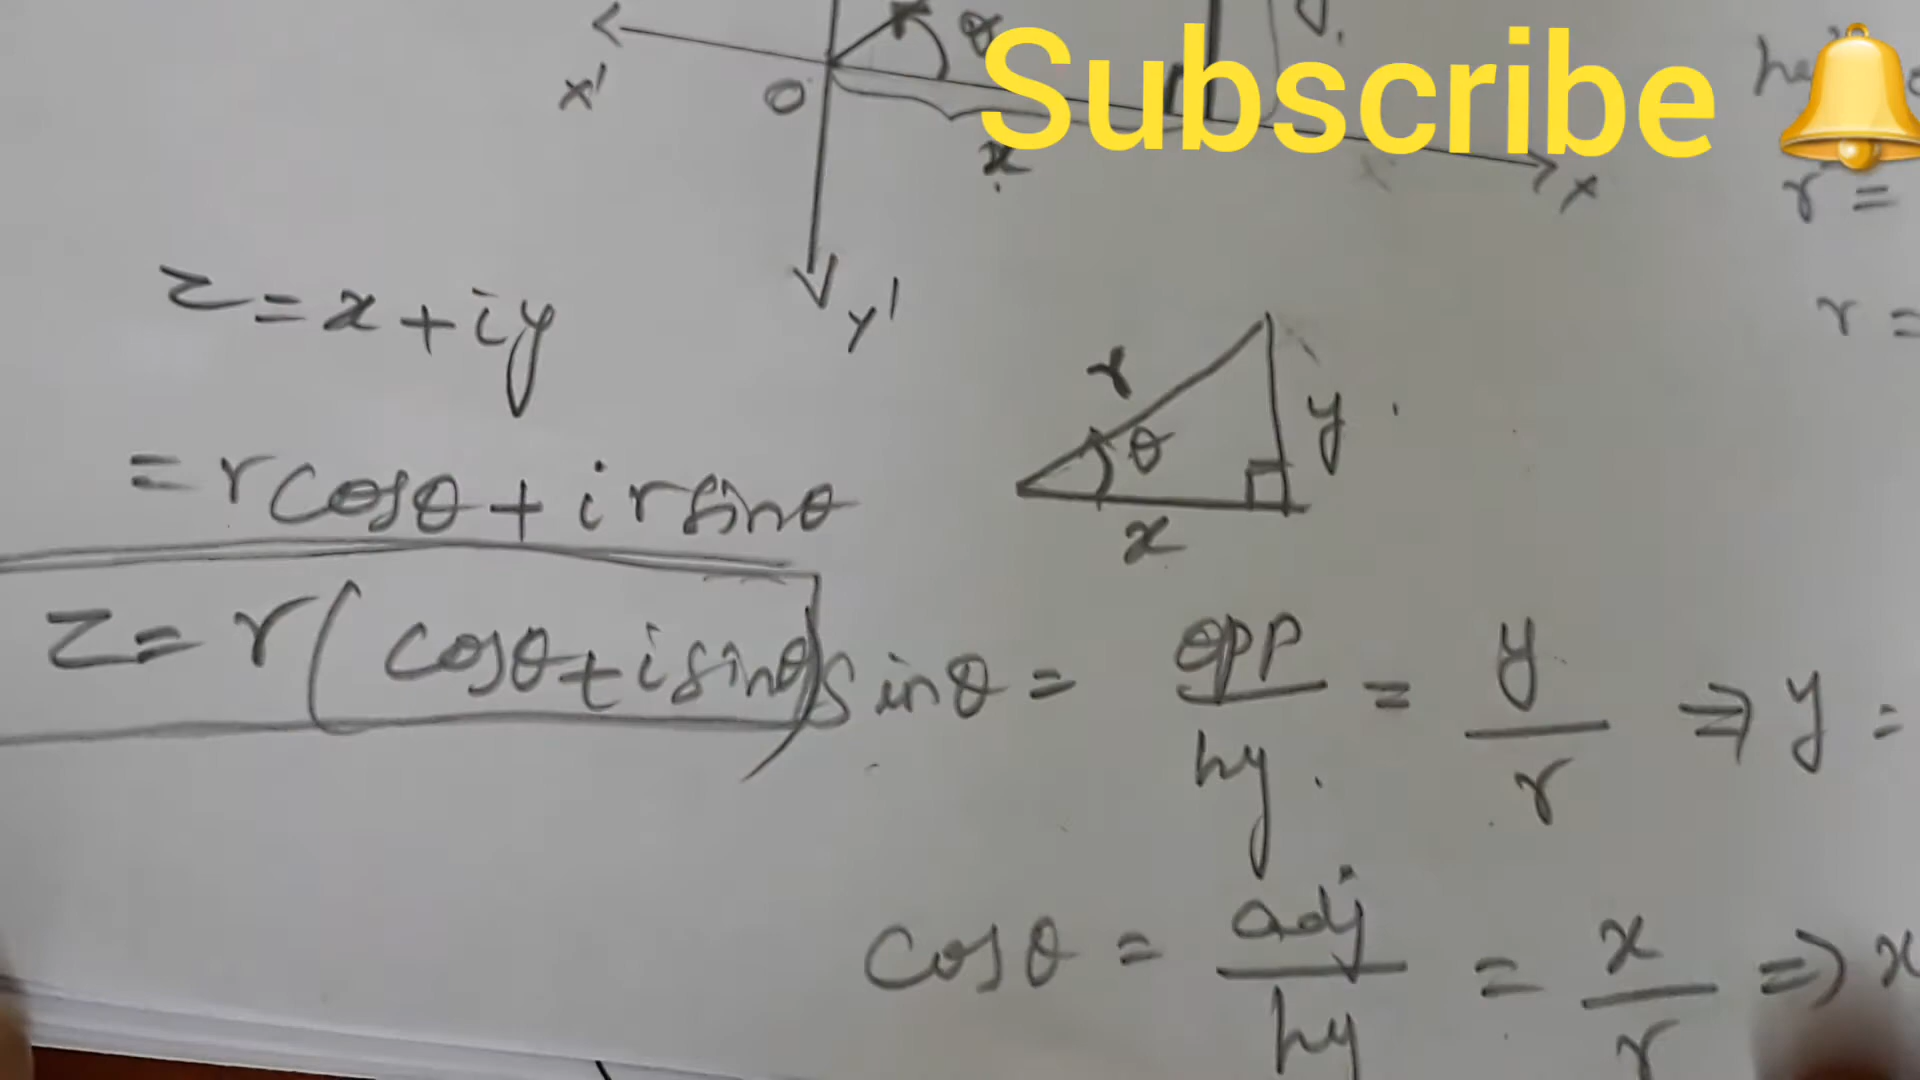 Subscribe 🔔
x'
O
x
x
y'
r =
r =
z = x + iy
= r cosθ + i r sinθ
z = r ( cosθ + i sinθ )
r
θ
y
x
sinθ = opp/hy. = y/r ⇒ y =
cosθ = adj/hy = x/r ⇒ x